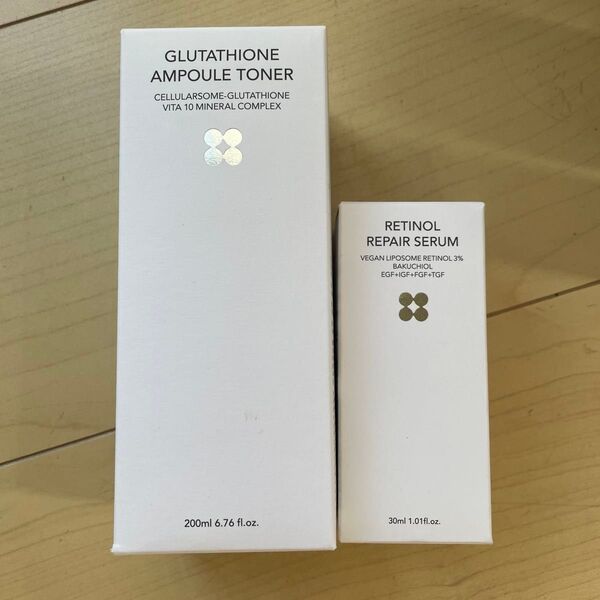 GLUTATHIONE
AMPOULE TONER
CELLULARSOME-GLUTATHIONE
VITA 10 MINERAL COMPLEX
200ml 6.76 fl.oz.
RETINOL
REPAIR SERUM
VEGAN LIPOSOME RETINOL 3%
BAKUCHIOL
EGF+IGF+FGF+TGF
30ml 1.01fl.oz.